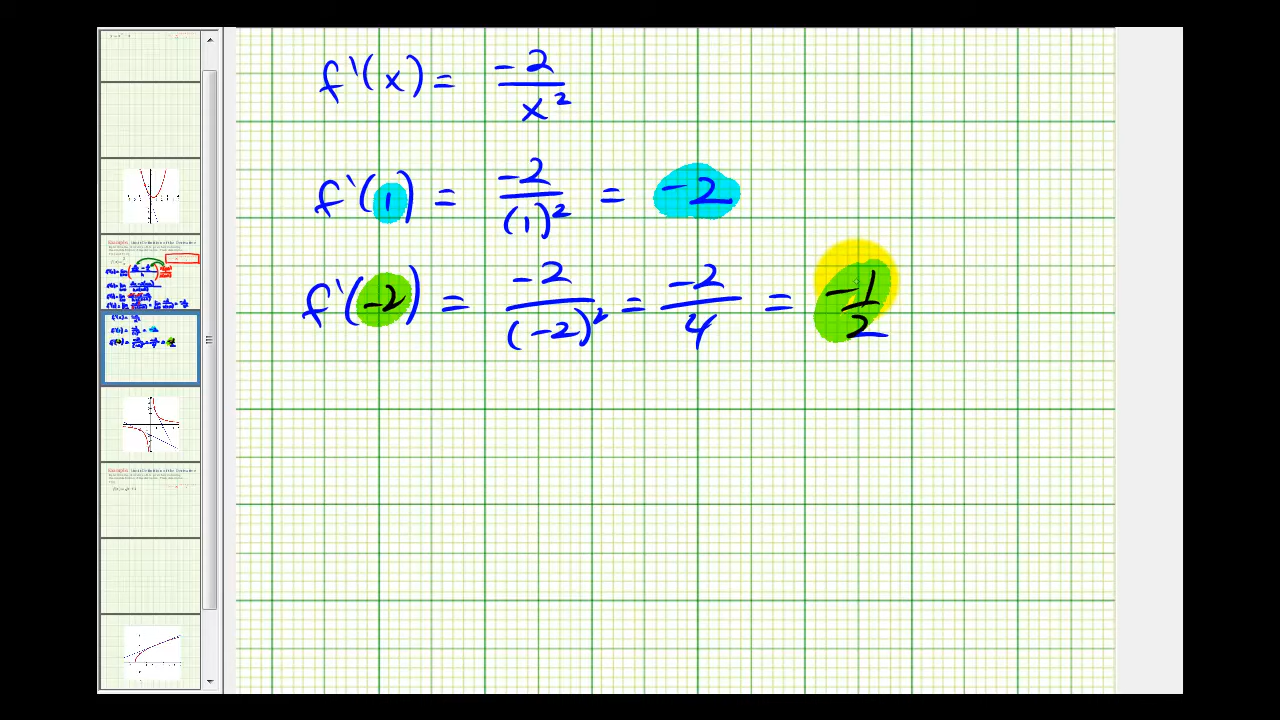 f'(x) = -2/x²
f'(1) = -2/(1)² = -2
f'(-2) = -2/(-2)² = -2/4 = -1/2